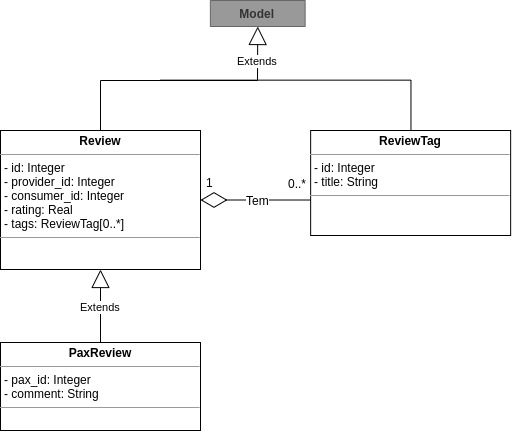 Model
Extends
Review
- id: Integer
- provider_id: Integer
- consumer_id: Integer
- rating: Real
- tags: ReviewTag[0..*]
1
Tem
0..*
ReviewTag
- id: Integer
- title: String
Extends
PaxReview
- pax_id: Integer
- comment: String